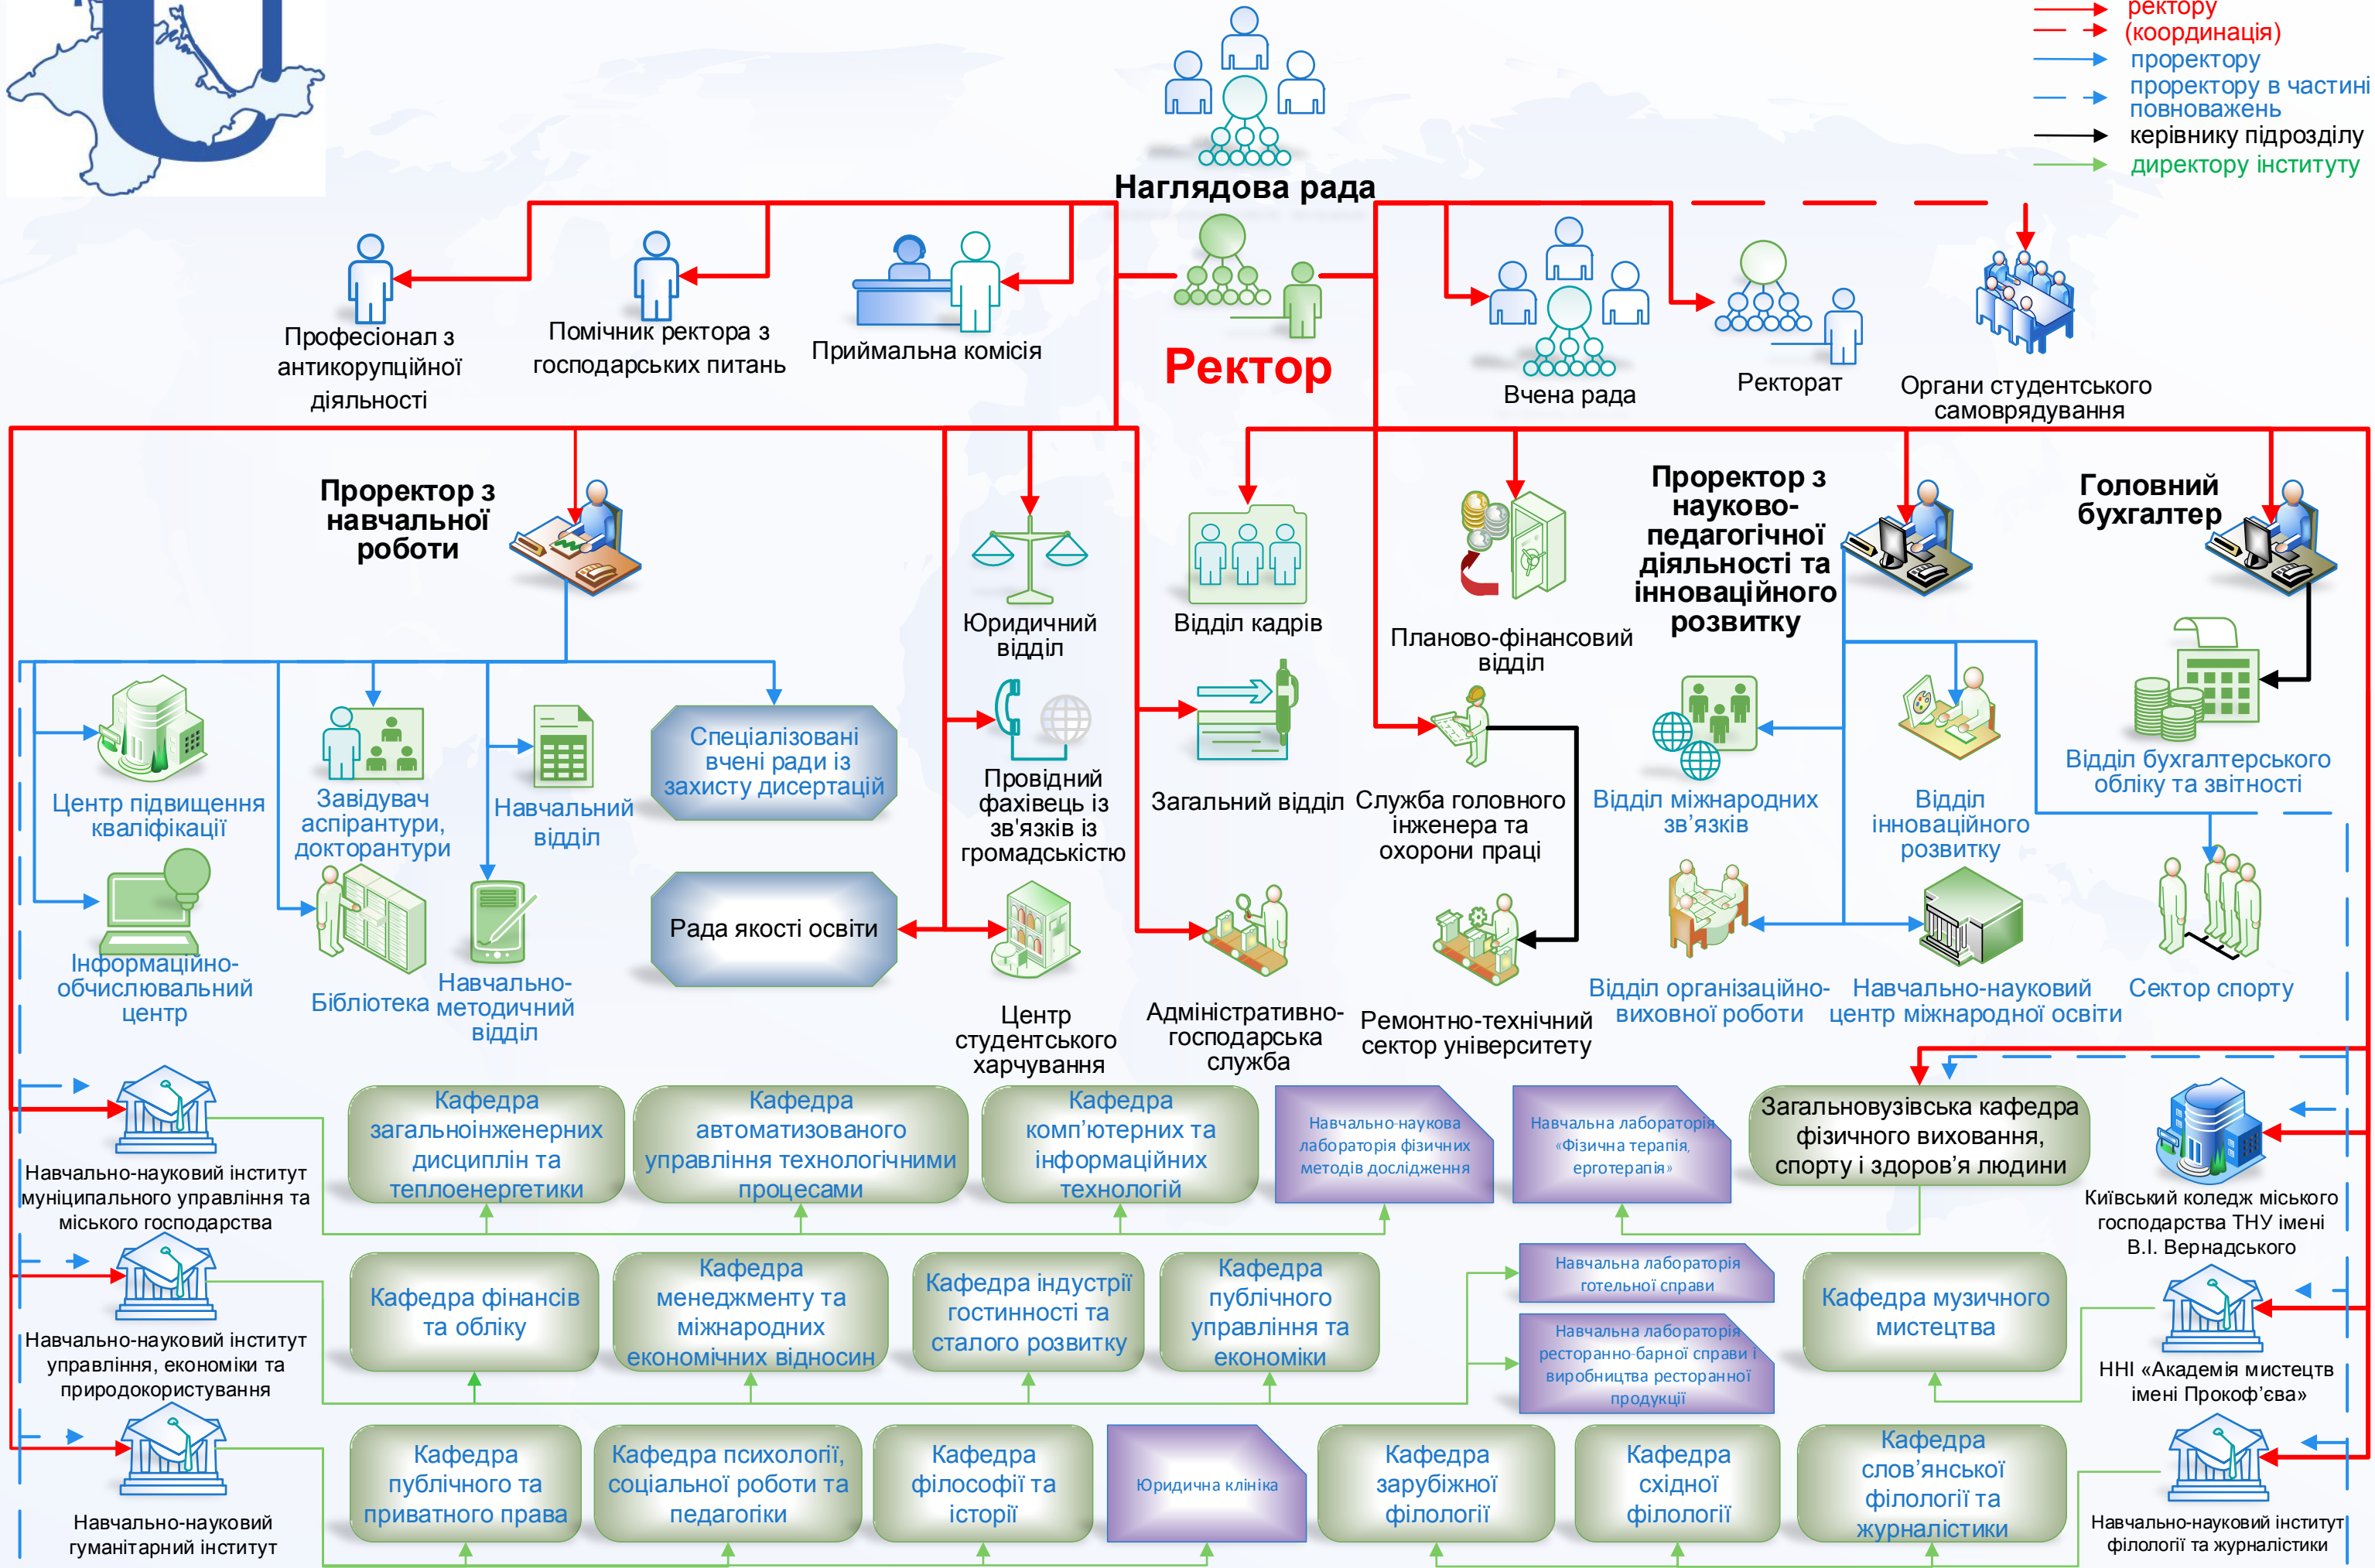 ректору
(координація)
проректору
проректору в частині
повноважень
керівнику підрозділу
директору інституту
Наглядова рада
Професіонал з
антикорупційної
діяльності
Помічник ректора з
господарських питань
Приймальна комісія
Ректор
Вчена рада
Ректорат
Органи студентського
самоврядування
Проректор з
навчальної
роботи
Юридичний
відділ
Відділ кадрів
Планово-фінансовий
відділ
Проректор з
науково-
педагогічної
діяльності та
інноваційного
розвитку
Головний
бухгалтер
Центр підвищення
кваліфікації
Завідувач
аспірантури,
докторантури
Навчальний
відділ
Спеціалізовані
вчені ради із
захисту дисертацій
Провідний
фахівець із
зв'язків із
громадськістю
Загальний відділ
Служба головного
інженера та
охорони праці
Відділ міжнародних
зв’язків
Відділ
інноваційного
розвитку
Відділ бухгалтерського
обліку та звітності
Інформаційно-
обчислювальний
центр
Бібліотека
Навчально-
методичний
відділ
Рада якості освіти
Центр
студентського
харчування
Адміністративно-
господарська
служба
Ремонтно-технічний
сектор університету
Відділ організаційно-
виховної роботи
Навчально-науковий
центр міжнародної освіти
Сектор спорту
Навчально-науковий інститут
муніципального управління та
міського господарства
Кафедра
загальноінженерних
дисциплін та
теплоенергетики
Кафедра
автоматизованого
управління технологічними
процесами
Кафедра
комп’ютерних та
інформаційних
технологій
Навчально-наукова
лабораторія фізичних
методів дослідження
Навчальна лабораторія
«Фізична терапія,
ерготерапія»
Загальновузівська кафедра
фізичного виховання,
спорту і здоров’я людини
Київський коледж міського
господарства ТНУ імені
В.І. Вернадського
Навчально-науковий інститут
управління, економіки та
природокористування
Кафедра фінансів
та обліку
Кафедра
менеджменту та
міжнародних
економічних відносин
Кафедра індустрії
гостинності та
сталого розвитку
Кафедра
публічного
управління та
економіки
Навчальна лабораторія
готельної справи
Навчальна лабораторія
ресторанно-барної справи і
виробництва ресторанної
продукції
Кафедра музичного
мистецтва
ННІ «Академія мистецтв
імені Прокоф’єва»
Навчально-науковий
гуманітарний інститут
Кафедра
публічного та
приватного права
Кафедра психології,
соціальної роботи та
педагогіки
Кафедра
філософії та
історії
Юридична клініка
Кафедра
зарубіжної
філології
Кафедра
східної
філології
Кафедра
слов’янської
філології та
журналістики
Навчально-науковий інститут
філології та журналістики